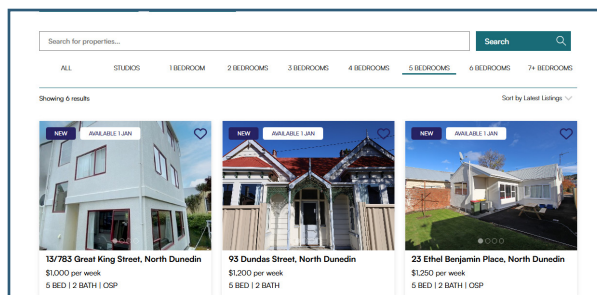 Search for properties...
Search
ALL STUDIOS 1 BEDROOM 2 BEDROOMS 3 BEDROOMS 4 BEDROOMS 5 BEDROOMS 6 BEDROOMS 7+ BEDROOMS
Showing 6 results
Sort by Latest Listings
NEW AVAILABLE 1 JAN
NEW AVAILABLE 1 JAN
NEW AVAILABLE 1 JAN
13/783 Great King Street, North Dunedin
$1,000 per week
5 BED | 2 BATH | OSP
93 Dundas Street, North Dunedin
$1,200 per week
5 BED | 2 BATH
23 Ethel Benjamin Place, North Dunedin
$1,250 per week
5 BED | 2 BATH | OSP